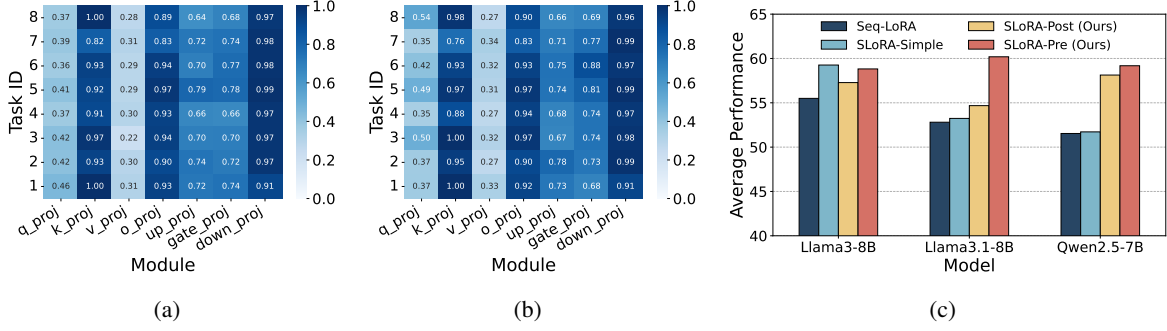 8 0.37 1.00 0.28 0.89 0.64 0.68 0.97
7 0.39 0.82 0.31 0.83 0.72 0.74 0.98
6 0.36 0.93 0.29 0.94 0.70 0.77 0.98
5 0.41 0.92 0.29 0.97 0.79 0.78 0.99
4 0.37 0.91 0.30 0.93 0.66 0.66 0.97
3 0.42 0.97 0.22 0.94 0.70 0.70 0.97
2 0.42 0.93 0.30 0.90 0.74 0.72 0.97
1 0.46 1.00 0.31 0.93 0.72 0.74 0.91
Task ID
q_proj k_proj v_proj o_proj up_proj gate_proj down_proj
Module
1.0
0.8
0.6
0.4
0.2
0.0
(a)
8 0.54 0.98 0.27 0.90 0.66 0.69 0.96
7 0.35 0.76 0.34 0.83 0.71 0.77 0.99
6 0.42 0.93 0.32 0.93 0.75 0.88 0.97
5 0.49 0.97 0.31 0.97 0.74 0.81 0.99
4 0.35 0.88 0.27 0.94 0.68 0.74 0.97
3 0.50 1.00 0.32 0.97 0.67 0.74 0.98
2 0.37 0.95 0.27 0.90 0.78 0.73 0.99
1 0.37 1.00 0.33 0.92 0.73 0.68 0.91
Task ID
q_proj k_proj v_proj o_proj up_proj gate_proj down_proj
Module
1.0
0.8
0.6
0.4
0.2
0.0
(b)
Seq-LoRA SLoRA-Post (Ours)
SLoRA-Simple SLoRA-Pre (Ours)
65
60
55
50
45
40
Average Performance
Llama3-8B Llama3.1-8B Qwen2.5-7B
Model
(c)